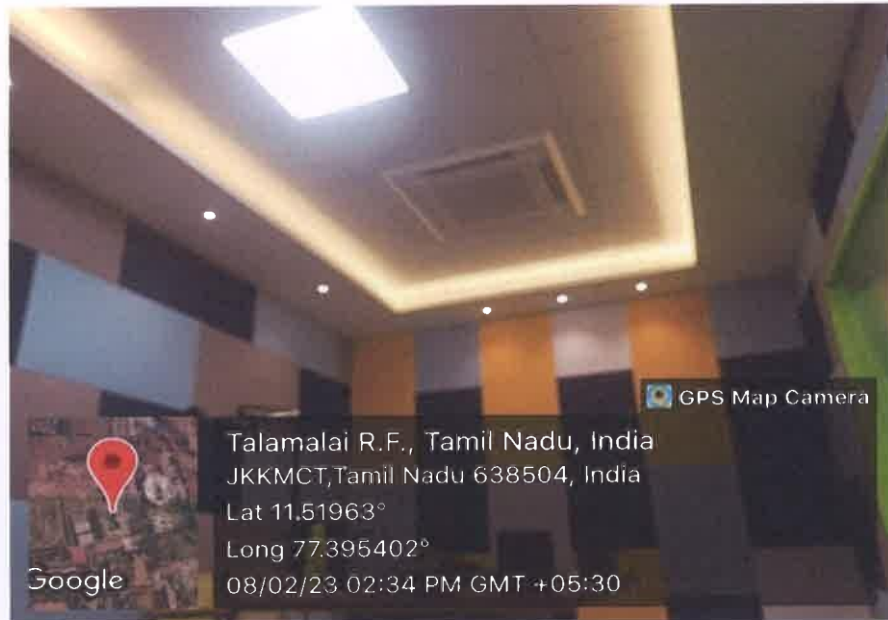 GPS Map Camera
Talamalai R.F., Tamil Nadu, India
JKKMCT,Tamil Nadu 638504, India
Lat 11.51963°
Long 77.395402°
08/02/23 02:34 PM GMT +05:30
Google